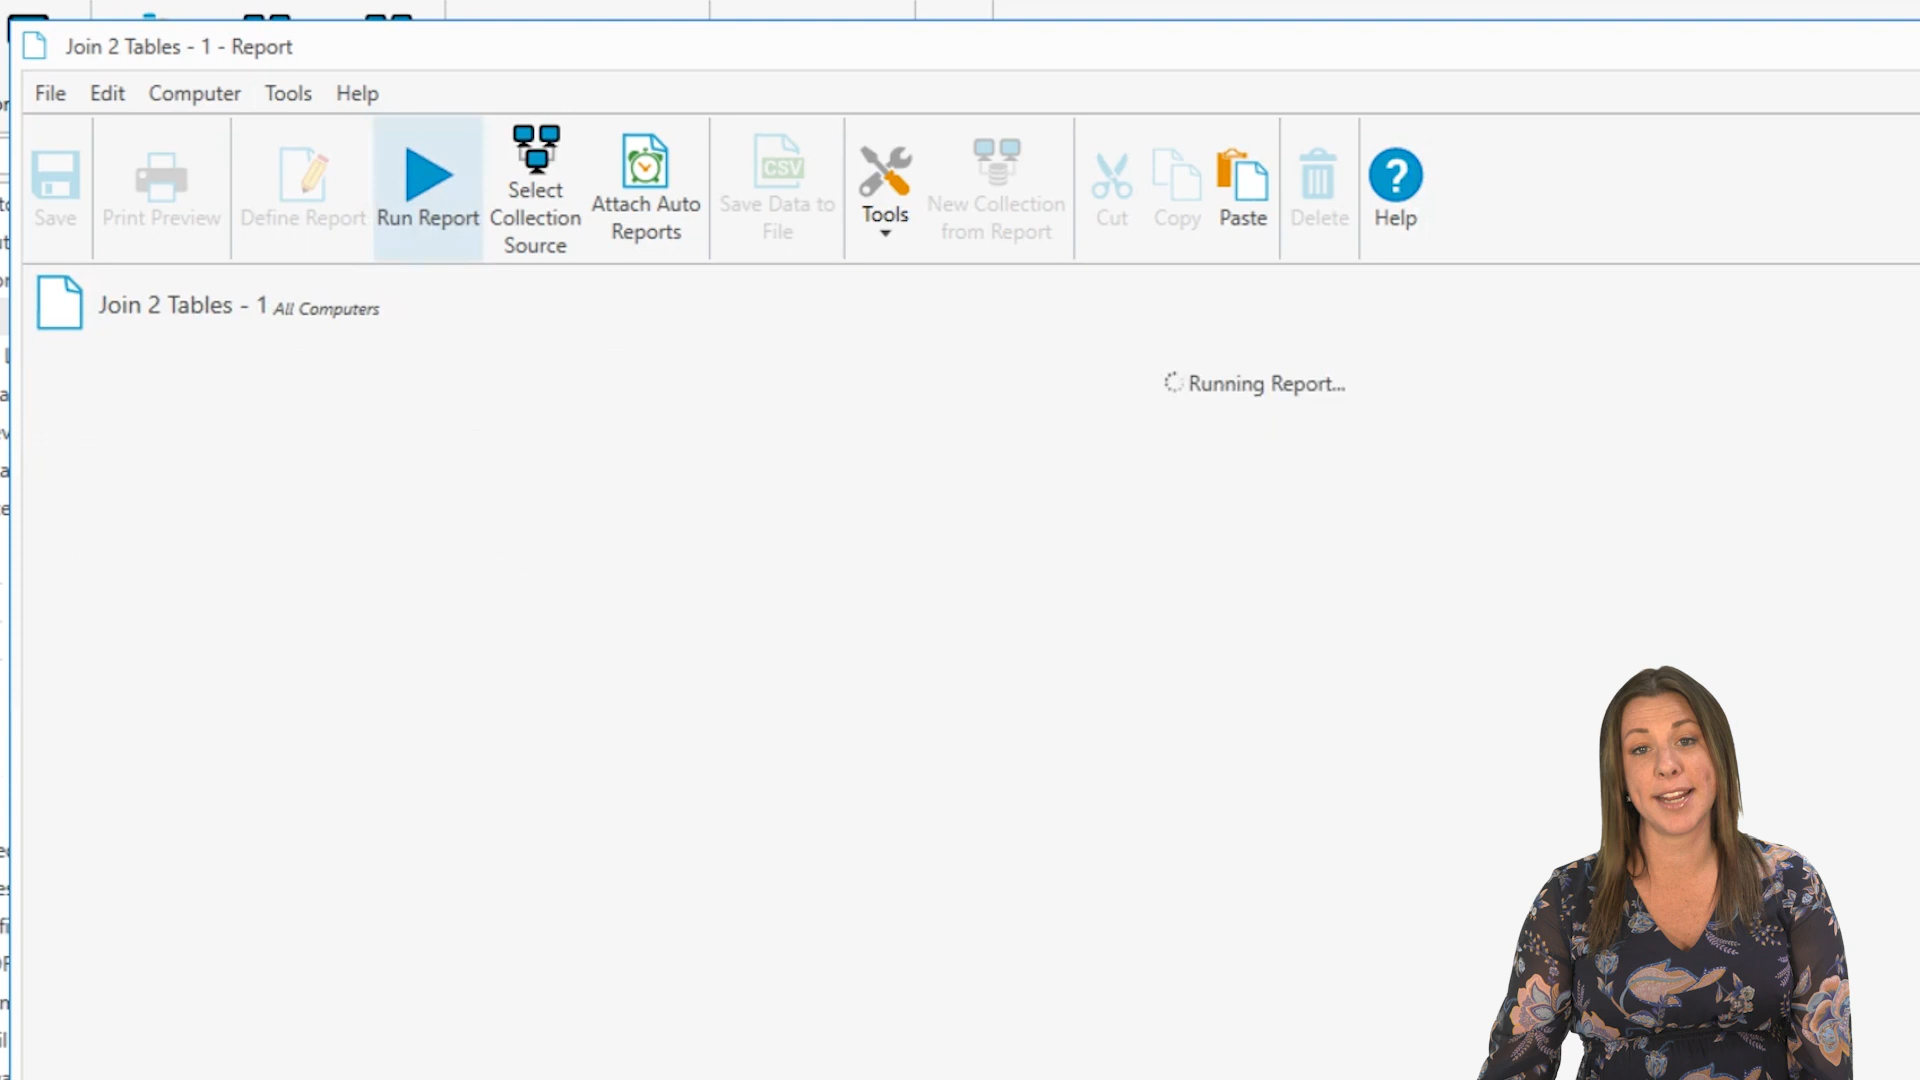 Join 2 Tables - 1 - Report
File Edit Computer Tools Help
Save
Print Preview
Define Report
Run Report
Select
Collection
Source
Attach Auto
Reports
CSV
Save Data to
File
Tools
New Collection
from Report
Cut
Copy
Paste
Delete
?
Help
Join 2 Tables - 1 All Computers
Running Report...